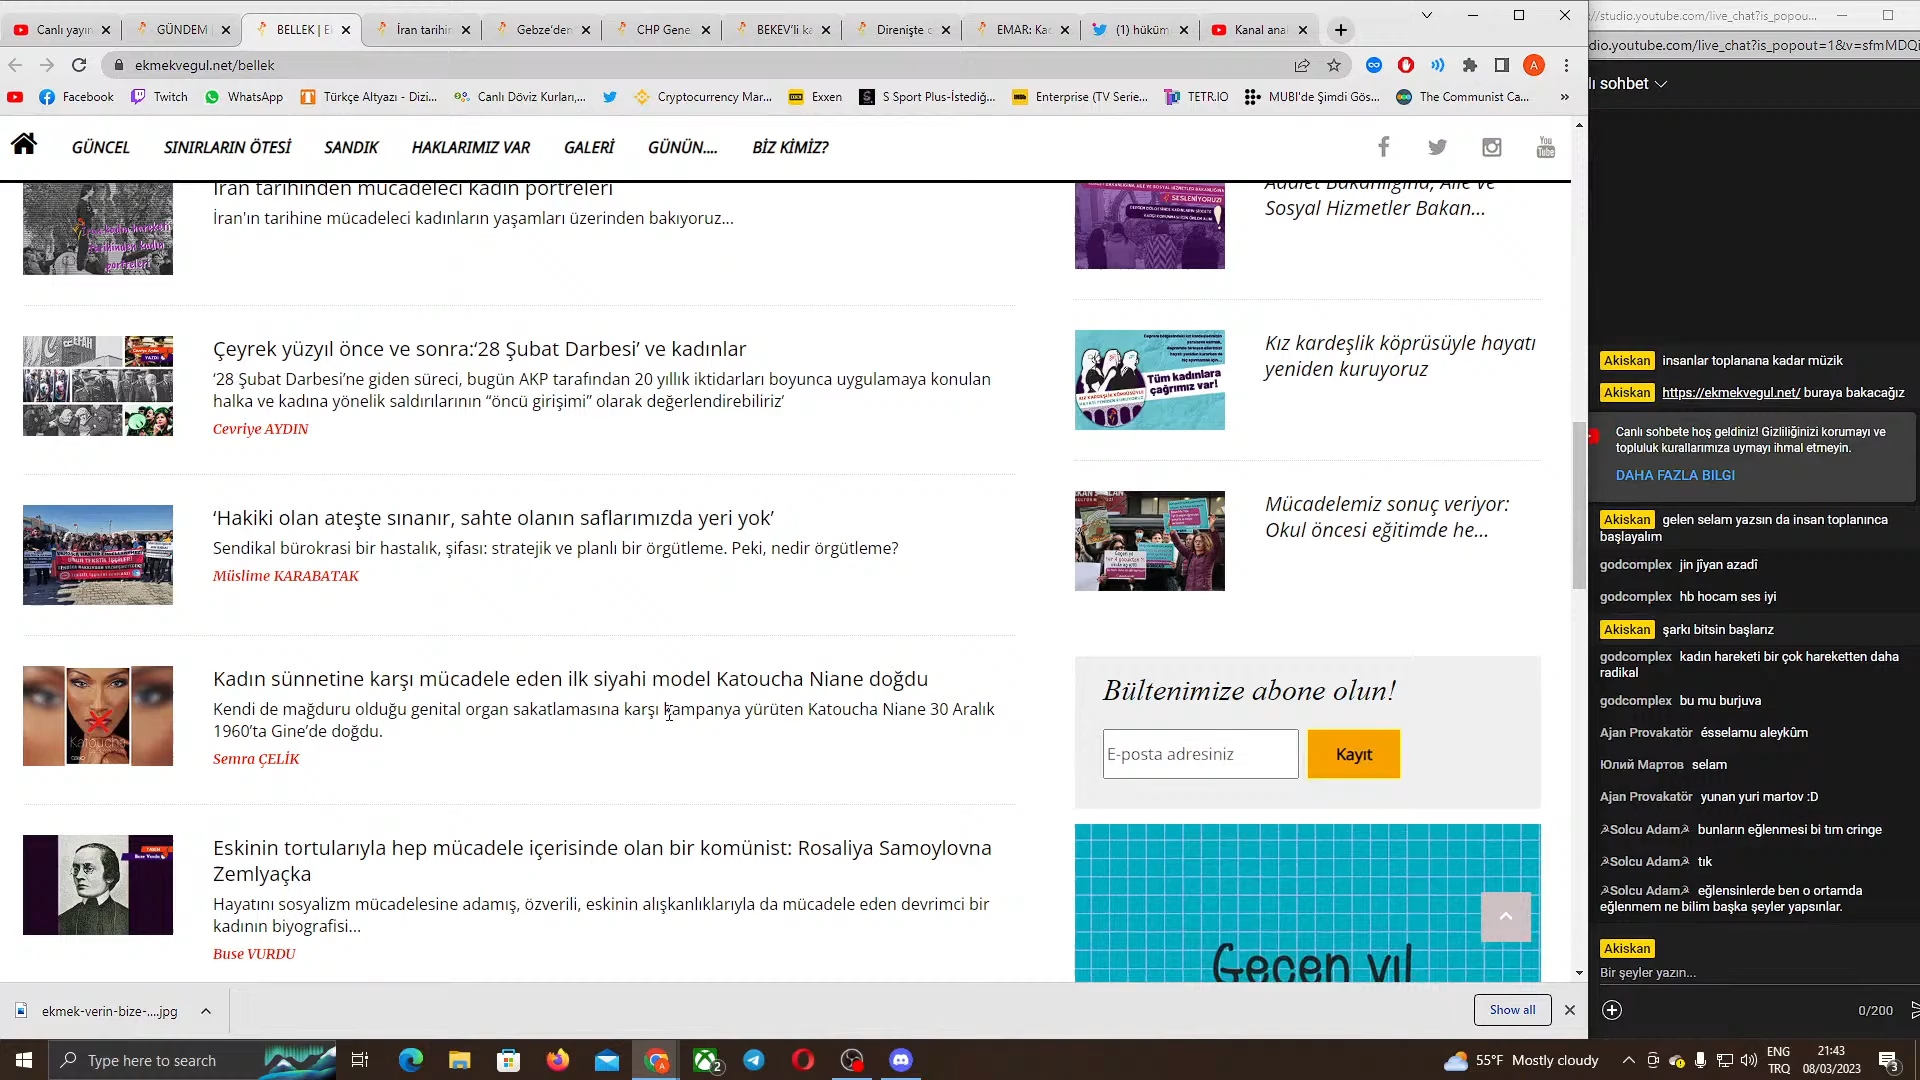 Canlı yayın
GÜNDEM
BELLEK | E
İran tarihin
Gebze'den
CHP Gene
BEKEV'li ka
Direnişte
EMAR: Ka
(1) hüküm
Kanal anal
ekmekvegul.net/bellek
Facebook
Twitch
WhatsApp
Türkçe Altyazı - Dizi...
Canlı Döviz Kurları,...
Cryptocurrency Mar...
Exxen
S Sport Plus-İstediğ...
Enterprise (TV Serie...
TETR.IO
MUBI'de Şimdi Gös...
The Communist Ca...
»
GÜNCEL
SINIRLARIN ÖTESİ
SANDIK
HAKLARIMIZ VAR
GALERİ
GÜNÜN....
BİZ KİMİZ?
You
Tube
İran tarihinden mücadeleci kadın portreleri
İran'ın tarihine mücadeleci kadınların yaşamları üzerinden bakıyoruz...
Çeyrek yüzyıl önce ve sonra:'28 Şubat Darbesi' ve kadınlar
'28 Şubat Darbesi'ne giden süreci, bugün AKP tarafından 20 yıllık iktidarları boyunca uygulamaya konulan
halka ve kadına yönelik saldırılarının "öncü girişimi" olarak değerlendirebiliriz'
Cevriye AYDIN
'Hakiki olan ateşte sınanır, sahte olanın saflarımızda yeri yok'
Sendikal bürokrasi bir hastalık, şifası: stratejik ve planlı bir örgütleme. Peki, nedir örgütleme?
Müslime KARABATAK
Kadın sünnetine karşı mücadele eden ilk siyahi model Katoucha Niane doğdu
Kendi de mağduru olduğu genital organ sakatlamasına karşı kampanya yürüten Katoucha Niane 30 Aralık
1960'ta Gine'de doğdu.
Semra ÇELİK
Katoucha
Eskinin tortularıyla hep mücadele içerisinde olan bir komünist: Rosaliya Samoylovna
Zemlyaçka
Hayatını sosyalizm mücadelesine adamış, özverili, eskinin alışkanlıklarıyla da mücadele eden devrimci bir
kadının biyografisi...
Buse VURDU
Adalet Bakanlığına, Aile ve
Sosyal Hizmetler Bakan...
SESLENİYORUZ!
Kız kardeşlik köprüsüyle hayatı
yeniden kuruyoruz
Tüm kadınlara
çağrımız var!
Mücadelemiz sonuç veriyor:
Okul öncesi eğitimde he...
Bültenimize abone olun!
E-posta adresiniz
Kayıt
Geçen yıl
ekmek-verin-bize-....jpg
Show all
//studio.youtube.com/live_chat?is_popou...
dio.youtube.com/live_chat?is_popout=1&v=sfmMDQi
lı sohbet
Akiskan insanlar toplanana kadar müzik
Akiskan https://ekmekvegul.net/ buraya bakacağız
Canlı sohbete hoş geldiniz! Gizliliğinizi korumayı ve
topluluk kurallarımıza uymayı ihmal etmeyin.
DAHA FAZLA BILGI
Akiskan gelen selam yazsın da insan toplanınca
başlayalım
godcomplex jin jîyan azadî
godcomplex hb hocam ses iyi
Akiskan şarkı bitsin başlarız
godcomplex kadın hareketi bir çok hareketten daha
radikal
godcomplex bu mu burjuva
Ajan Provakatör ésselamu aleykûm
Юлий Мартов selam
Ajan Provakatör yunan yuri martov :D
☭Solcu Adam☭ bunların eğlenmesi bi tım cringe
☭Solcu Adam☭ tık
☭Solcu Adam☭ eğlensinlerde ben o ortamda
eğlenmem ne bilim başka şeyler yapsınlar.
Akiskan
Bir şeyler yazın...
0/200
Type here to search
2
55°F Mostly cloudy
ENG
TRQ
21:43
08/03/2023
3